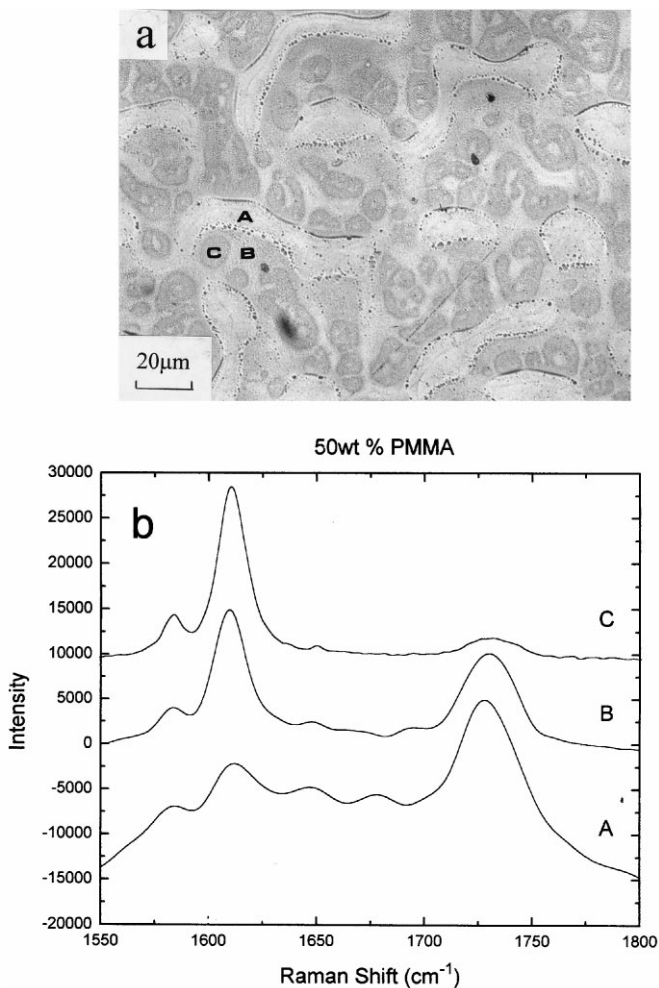 a
A
C B
20μm
50wt % PMMA
b
30000
25000
20000
15000
10000
5000
0
-5000
-10000
-15000
-20000
Intensity
C
B
A
1550 1600 1650 1700 1750 1800
Raman Shift (cm⁻¹)